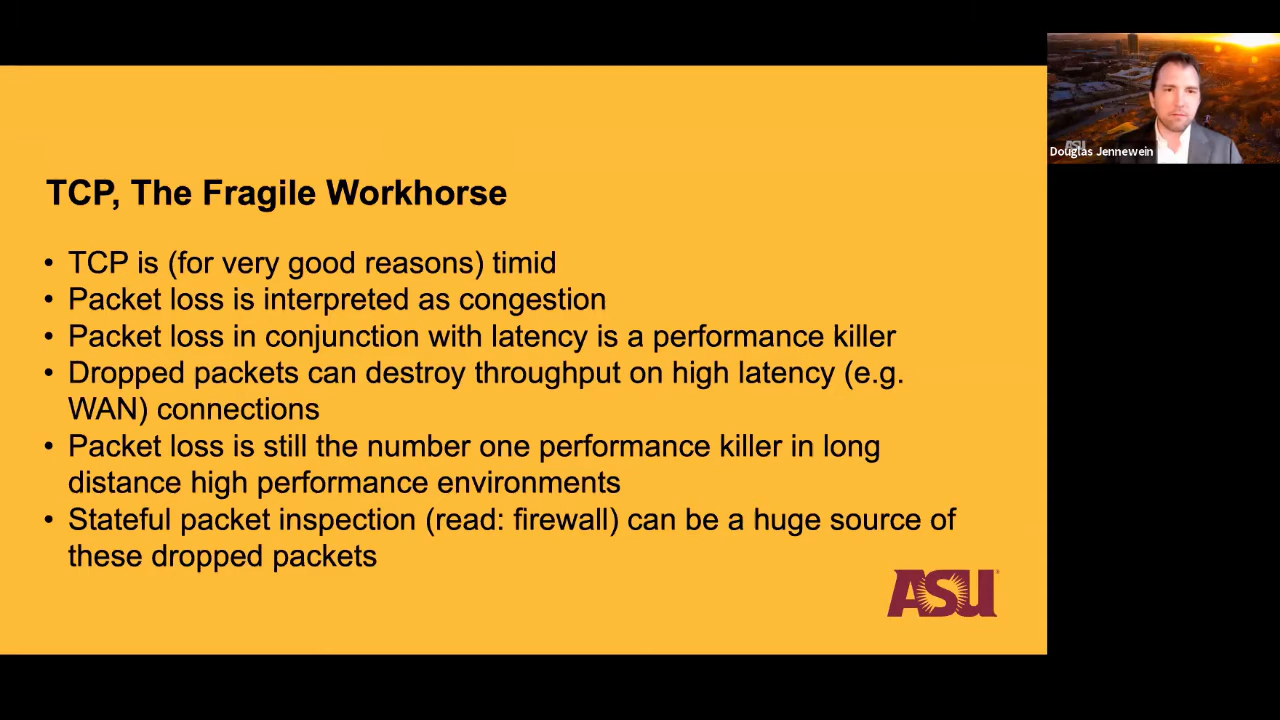 TCP, The Fragile Workhorse
• TCP is (for very good reasons) timid
• Packet loss is interpreted as congestion
• Packet loss in conjunction with latency is a performance killer
• Dropped packets can destroy throughput on high latency (e.g.
WAN) connections
• Packet loss is still the number one performance killer in long
distance high performance environments
• Stateful packet inspection (read: firewall) can be a huge source of
these dropped packets
ASU
ASU
Douglas Jennewein